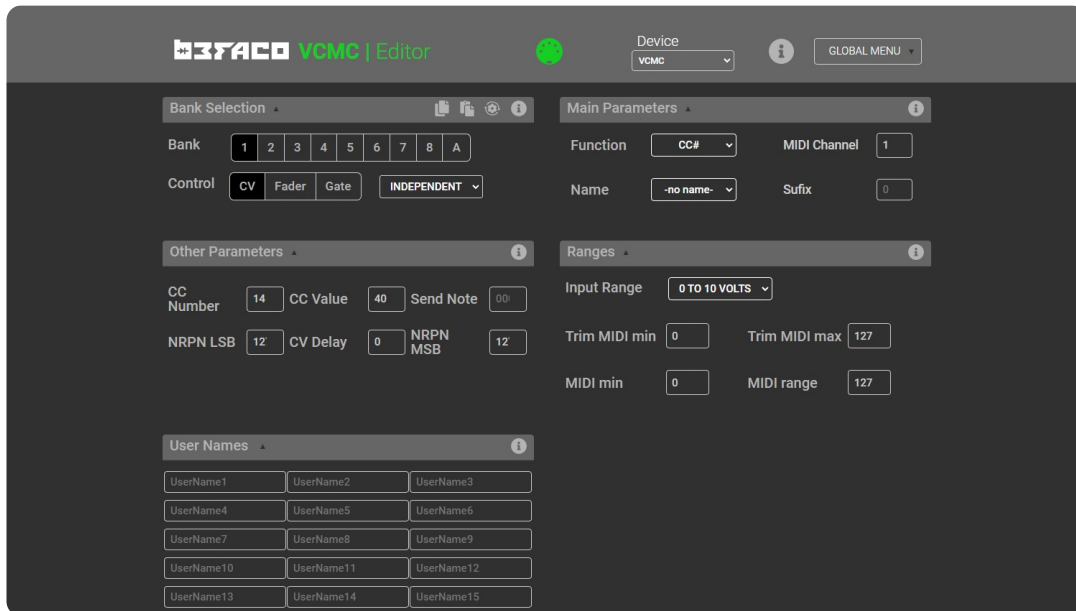 BEFACO VCMC | Editor
Device
VCMC
GLOBAL MENU
Bank Selection
Bank 1 2 3 4 5 6 7 8 A
Control CV Fader Gate INDEPENDENT
Main Parameters
Function CC# MIDI Channel 1
Name -no name- Sufix 0
Other Parameters
CC Number 14 CC Value 40 Send Note 00
NRPN LSB 12 CV Delay 0 NRPN MSB 12
Ranges
Input Range 0 TO 10 VOLTS
Trim MIDI min 0 Trim MIDI max 127
MIDI min 0 MIDI range 127
User Names
UserName1 UserName2 UserName3
UserName4 UserName5 UserName6
UserName7 UserName8 UserName9
UserName10 UserName11 UserName12
UserName13 UserName14 UserName15